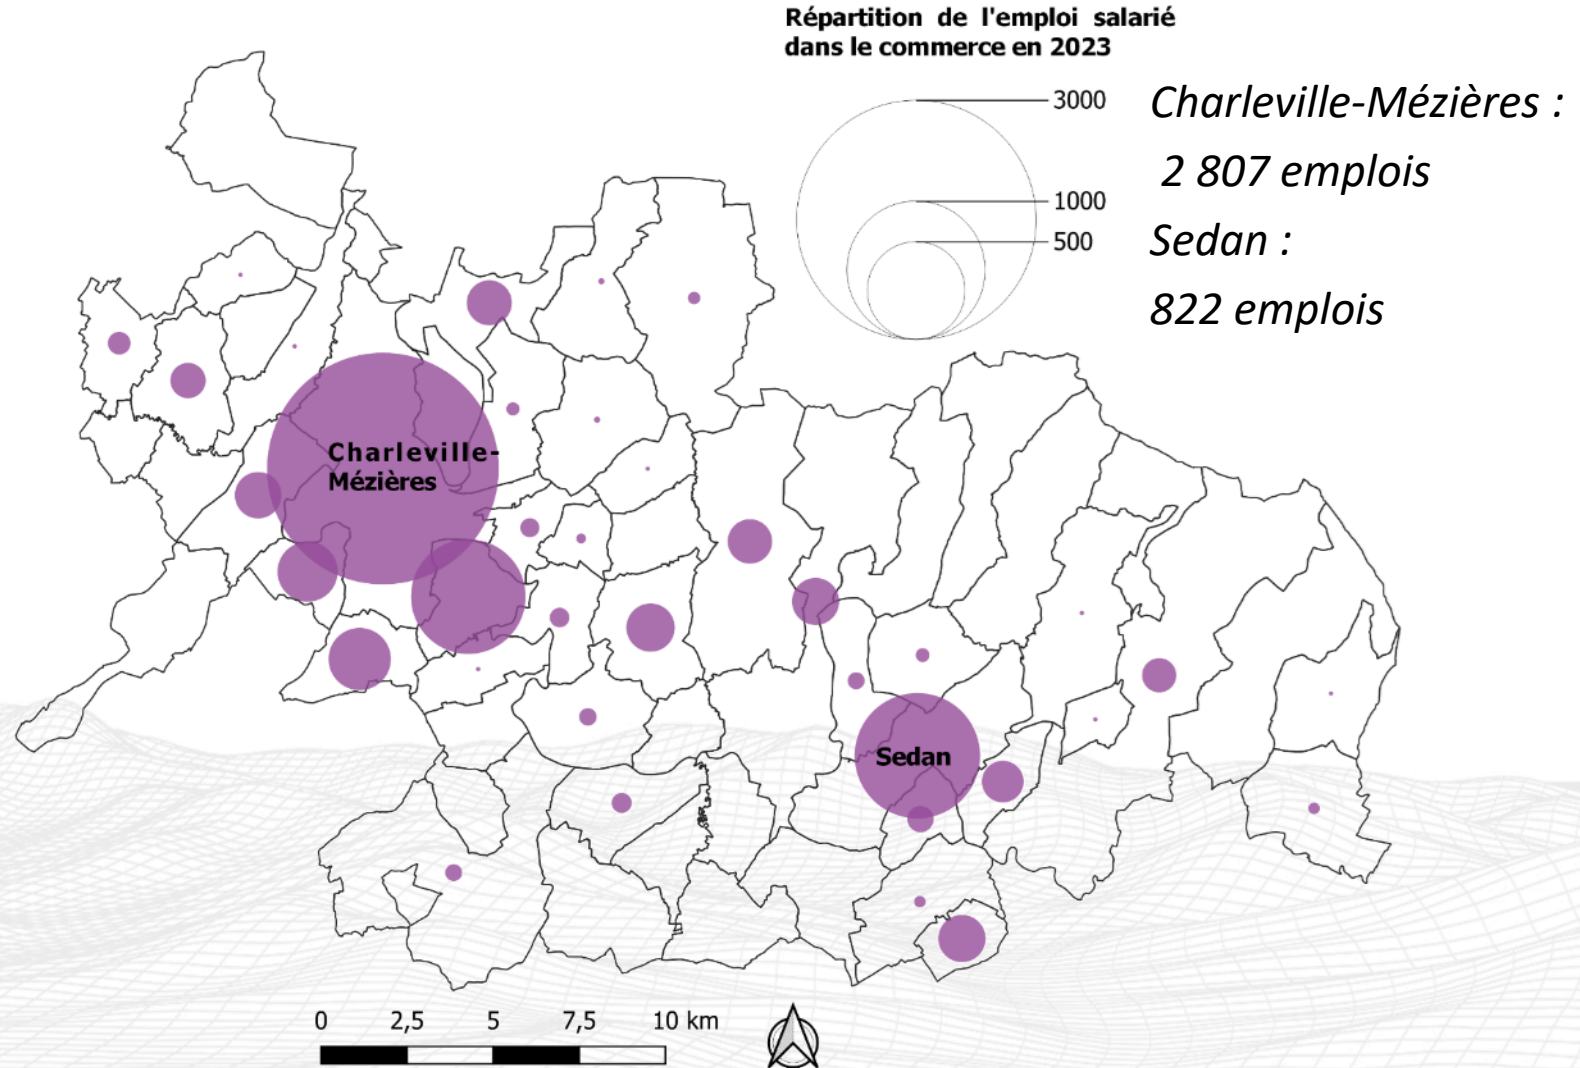 Répartition de l'emploi salarié
dans le commerce en 2023
3000
1000
500
Charleville-Mézières :
2 807 emplois
Sedan :
822 emplois
Charleville-
Mézières
Sedan
0 2,5 5 7,5 10 km